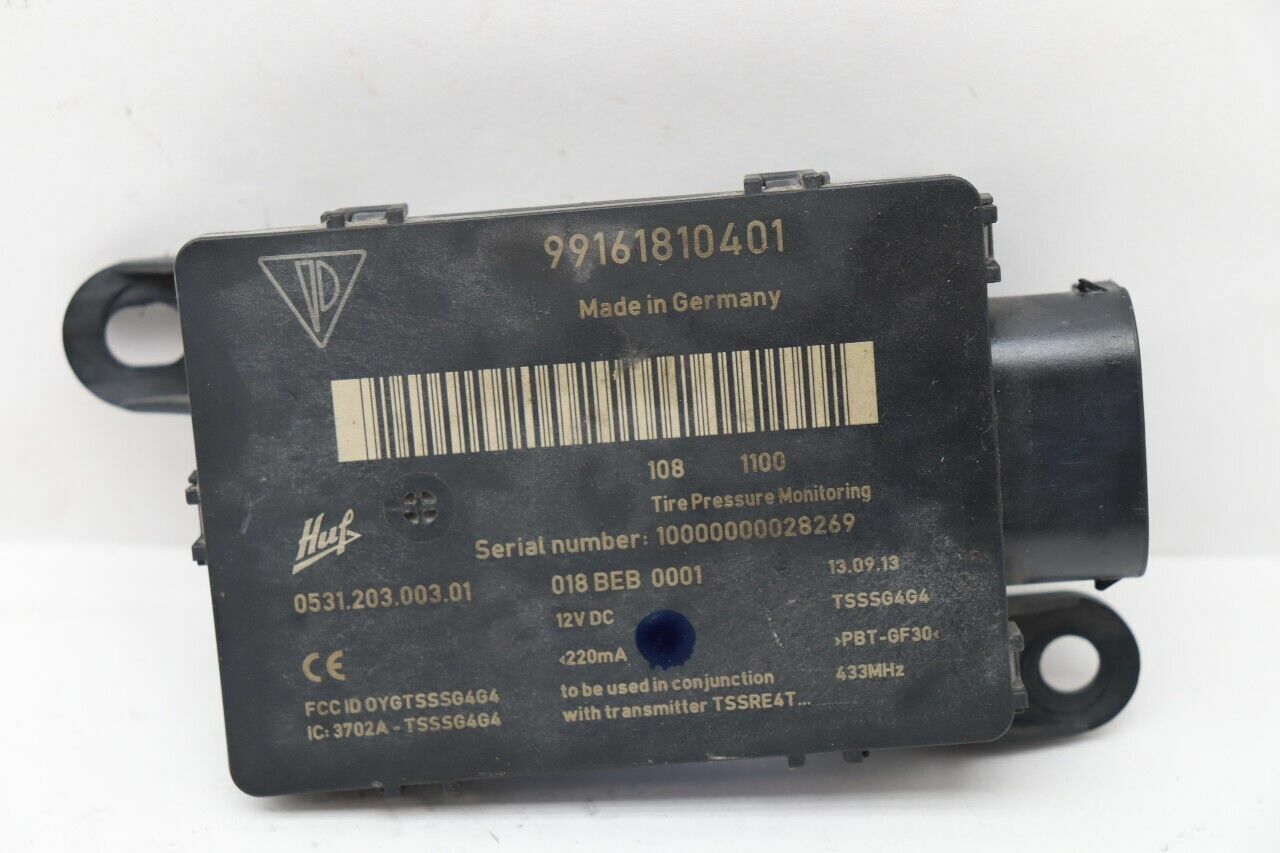 99161810401
Made in Germany
108 1100
Tire Pressure Monitoring
Huf
Serial number: 10000000028269
0531.203.003.01
018 BEB 0001
13.09.13
12V DC
TSSSG4G4
<220mA
>PBT-GF30<
433MHz
CE
to be used in conjunction
with transmitter TSSRE4T...
FCC ID OYGTSSSG4G4
IC: 3702A - TSSSG4G4